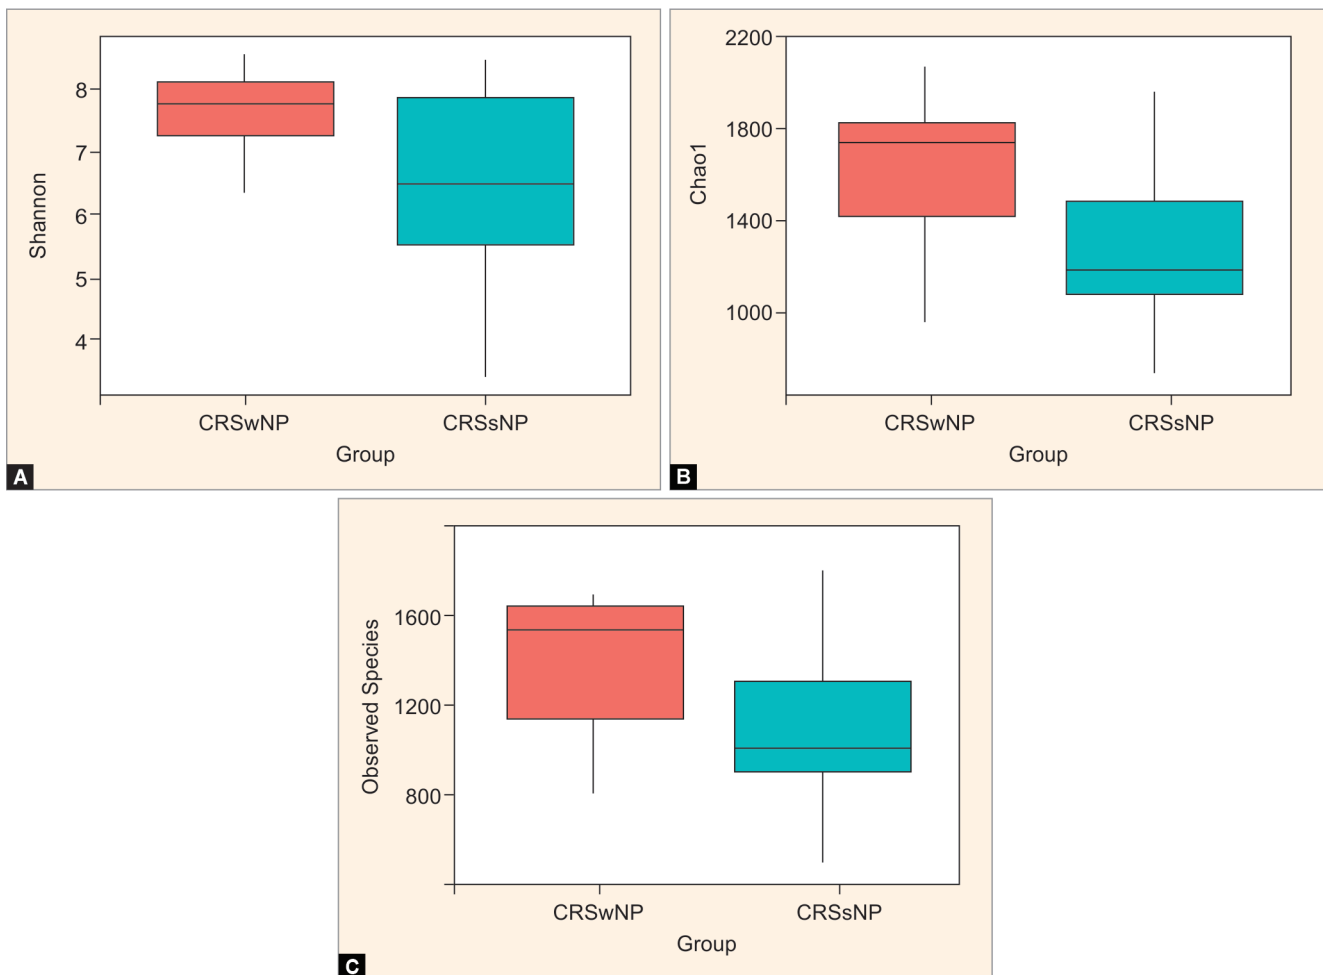 Shannon
8
7
6
5
4
CRSwNP CRSsNP
Group
A
Chao1
2200
1800
1400
1000
CRSwNP CRSsNP
Group
B
Observed Species
1600
1200
800
CRSwNP CRSsNP
Group
C